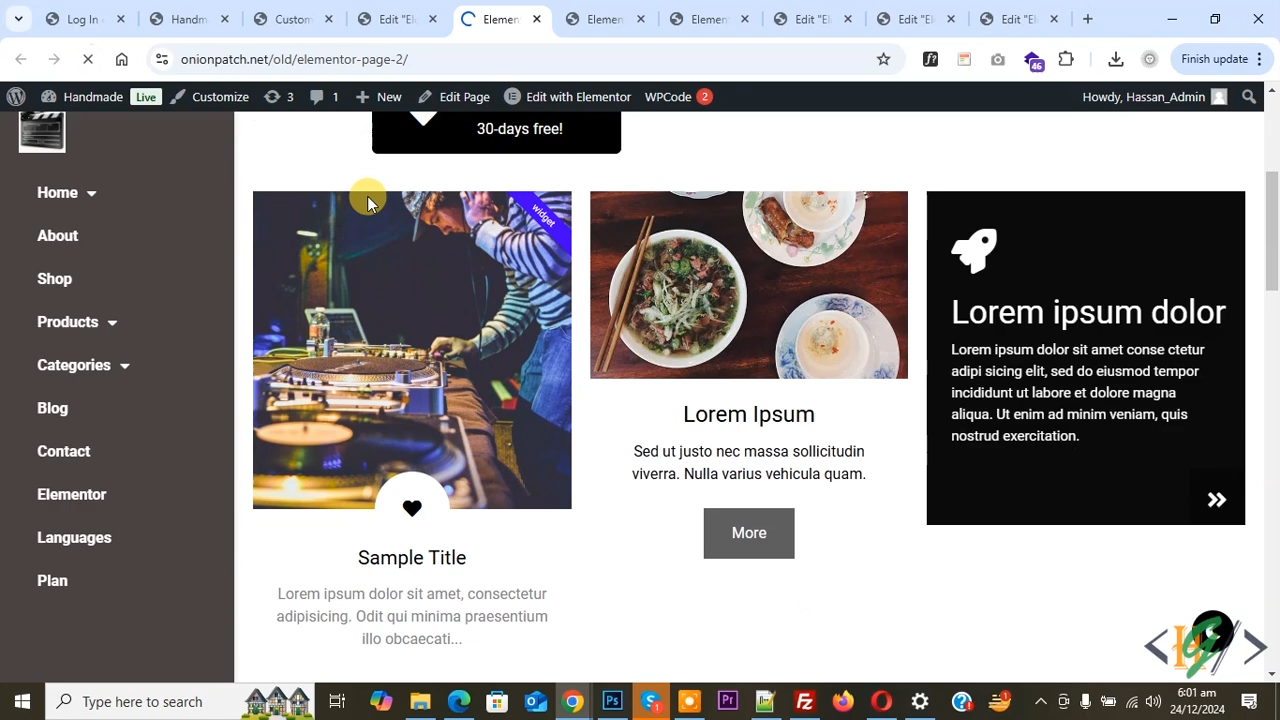 Log In
Handm
Custom
Edit "El
Elemen
Elemen
Elemen
Edit "El
Edit "El
Edit "El
onionpatch.net/old/elementor-page-2/
46
Finish update
Handmade
Live
Customize
3
1
New
Edit Page
Edit with Elementor
WPCode
2
Howdy, Hassan_Admin
30-days free!
Home
About
Shop
Products
Categories
Blog
Contact
Elementor
Languages
Plan
widget
Sample Title
Lorem ipsum dolor sit amet, consectetur
adipisicing. Odit qui minima praesentium
illo obcaecati...
Lorem Ipsum
Sed ut justo nec massa sollicitudin
viverra. Nulla varius vehicula quam.
More
Lorem ipsum dolor
Lorem ipsum dolor sit amet conse ctetur
adipi sicing elit, sed do eiusmod tempor
incididunt ut labore et dolore magna
aliqua. Ut enim ad minim veniam, quis
nostrud exercitation.
Type here to search
6:01 am
24/12/2024